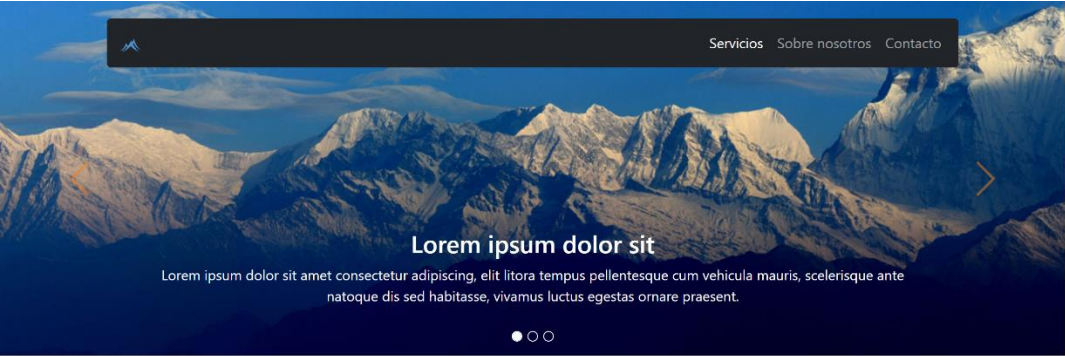 Servicios Sobre nosotros Contacto
Lorem ipsum dolor sit
Lorem ipsum dolor sit amet consectetur adipiscing, elit litora tempus pellentesque cum vehicula mauris, scelerisque ante
natoque dis sed habitasse, vivamus luctus egestas ornare praesent.